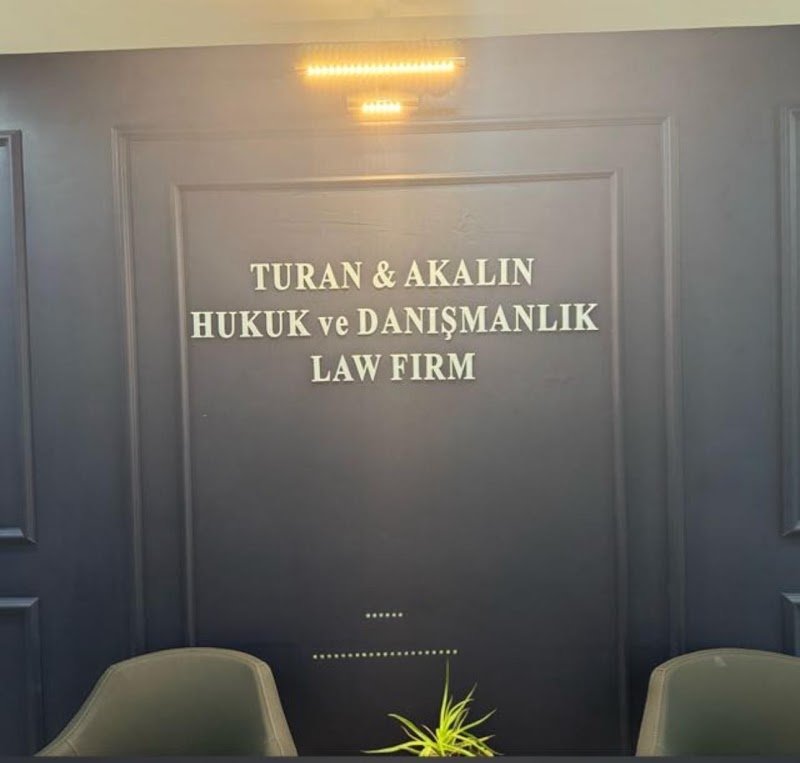 TURAN & AKALIN
HUKUK ve DANIŞMANLIK
LAW FIRM